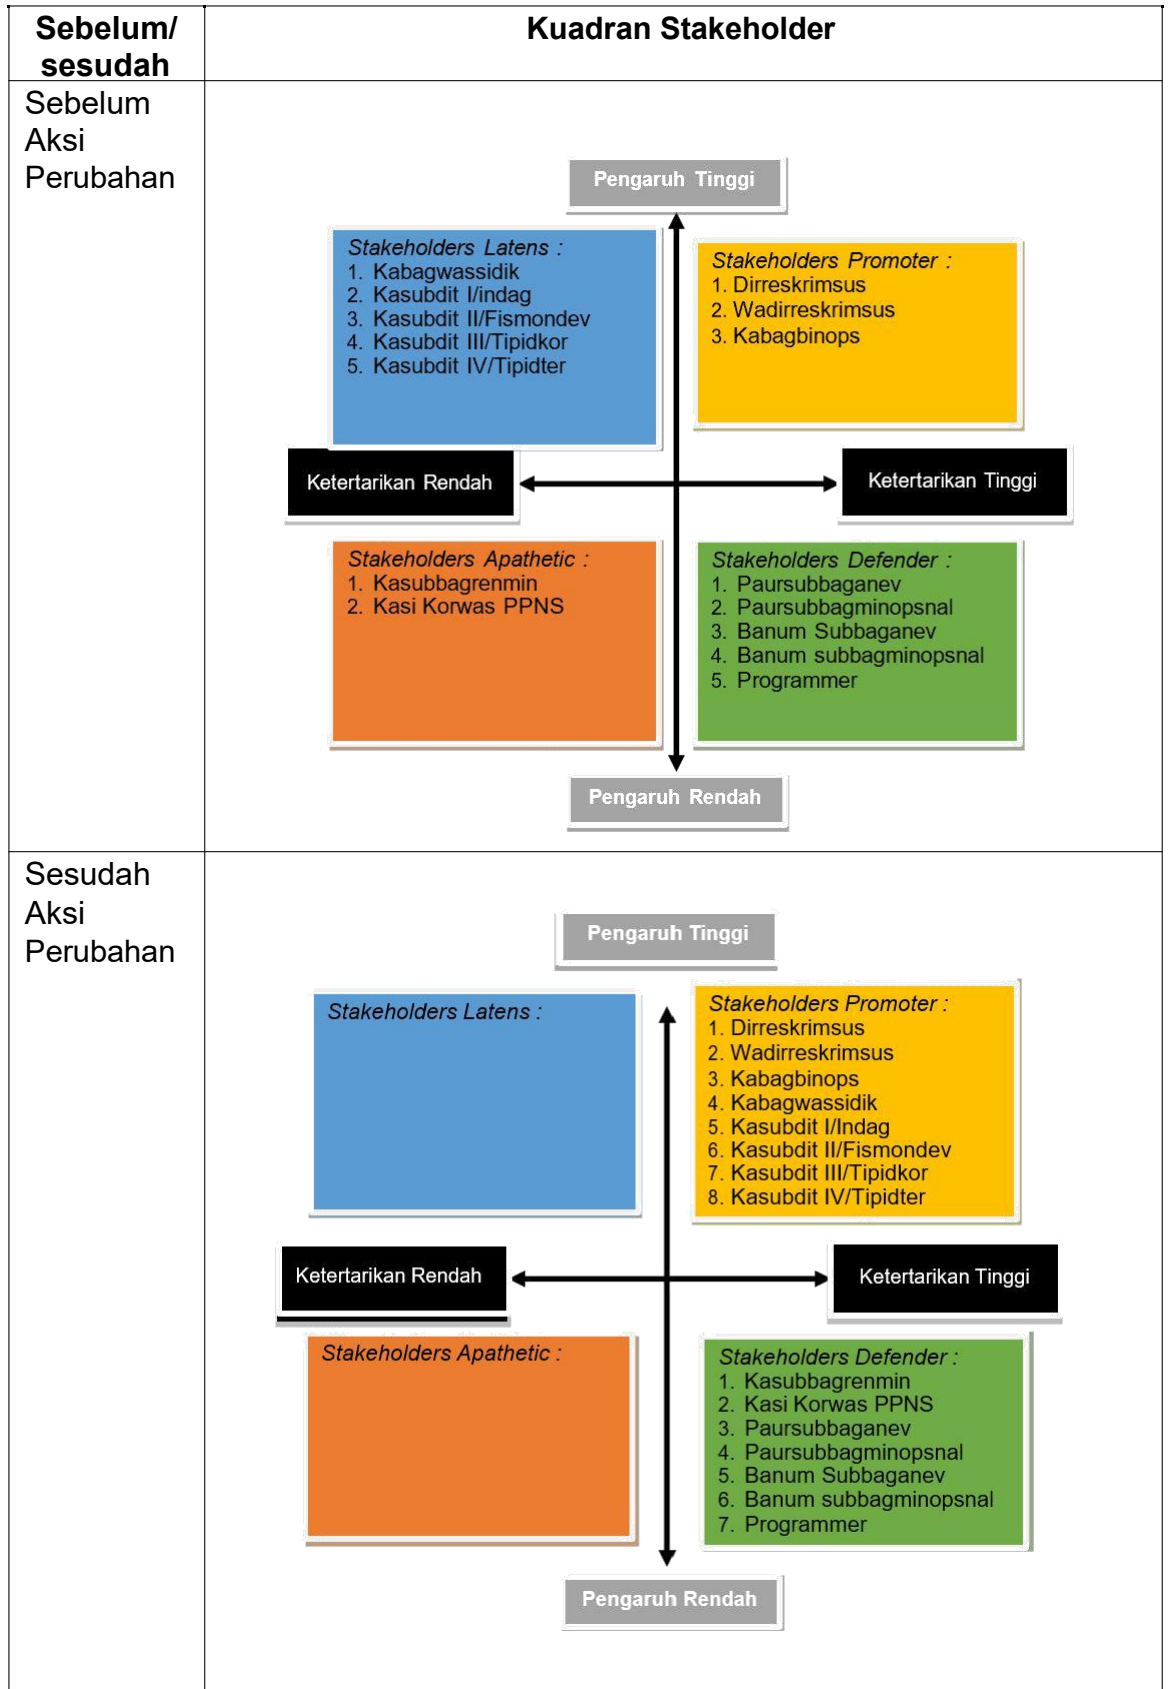 Sebelum/
sesudah
Kuadran Stakeholder
Sebelum
Aksi
Perubahan
Pengaruh Tinggi
Stakeholders Latens :
1. Kabagwassidik
2. Kasubdit I/indag
3. Kasubdit II/Fismondev
4. Kasubdit III/Tipidkor
5. Kasubdit IV/Tipidter
Stakeholders Promoter :
1. Dirreskrimsus
2. Wadirreskrimsus
3. Kabagbinops
Ketertarikan Rendah
Ketertarikan Tinggi
Stakeholders Apathetic :
1. Kasubbagrenmin
2. Kasi Korwas PPNS
Stakeholders Defender :
1. Paursubbaganev
2. Paursubbagminopsnal
3. Banum Subbaganev
4. Banum subbagminopsnal
5. Programmer
Pengaruh Rendah
Sesudah
Aksi
Perubahan
Pengaruh Tinggi
Stakeholders Latens :
Stakeholders Promoter :
1. Dirreskrimsus
2. Wadirreskrimsus
3. Kabagbinops
4. Kabagwassidik
5. Kasubdit I/Indag
6. Kasubdit II/Fismondev
7. Kasubdit III/Tipidkor
8. Kasubdit IV/Tipidter
Ketertarikan Rendah
Ketertarikan Tinggi
Stakeholders Apathetic :
Stakeholders Defender :
1. Kasubbagrenmin
2. Kasi Korwas PPNS
3. Paursubbaganev
4. Paursubbagminopsnal
5. Banum Subbaganev
6. Banum subbagminopsnal
7. Programmer
Pengaruh Rendah